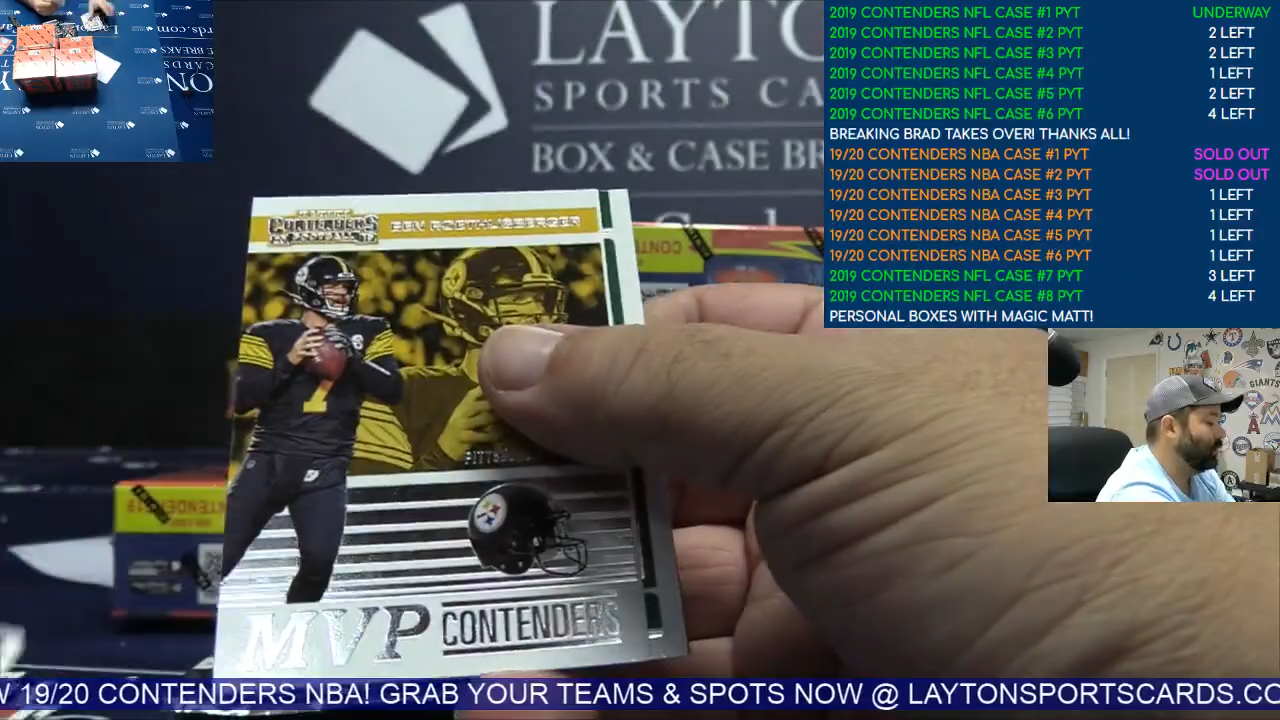 LAYTO
SPORTS CA
BOX & CASE BR
CONTENDERS
BEN ROETHLISBERGER
7
MVP CONTENDERS
2019 CONTENDERS NFL CASE #1 PYT UNDERWAY
2019 CONTENDERS NFL CASE #2 PYT 2 LEFT
2019 CONTENDERS NFL CASE #3 PYT 2 LEFT
2019 CONTENDERS NFL CASE #4 PYT 1 LEFT
2019 CONTENDERS NFL CASE #5 PYT 2 LEFT
2019 CONTENDERS NFL CASE #6 PYT 4 LEFT
BREAKING BRAD TAKES OVER! THANKS ALL!
19/20 CONTENDERS NBA CASE #1 PYT SOLD OUT
19/20 CONTENDERS NBA CASE #2 PYT SOLD OUT
19/20 CONTENDERS NBA CASE #3 PYT 1 LEFT
19/20 CONTENDERS NBA CASE #4 PYT 1 LEFT
19/20 CONTENDERS NBA CASE #5 PYT 1 LEFT
19/20 CONTENDERS NBA CASE #6 PYT 1 LEFT
2019 CONTENDERS NFL CASE #7 PYT 3 LEFT
2019 CONTENDERS NFL CASE #8 PYT 4 LEFT
PERSONAL BOXES WITH MAGIC MATT!
GIANTS
W 19/20 CONTENDERS NBA! GRAB YOUR TEAMS & SPOTS NOW @ LAYTONSPORTSCARDS.CO